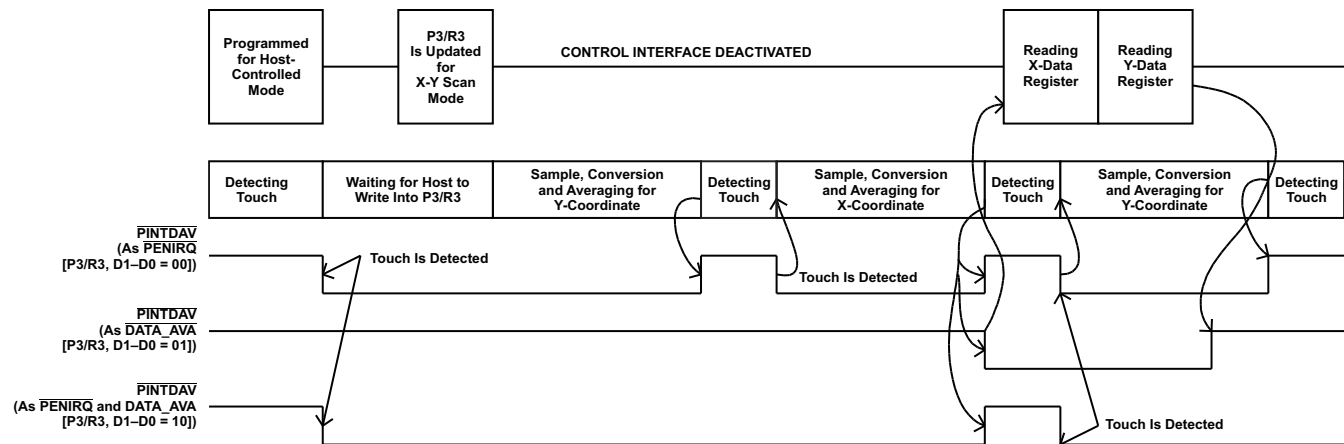 Programmed
for Host-
Controlled
Mode
P3/R3
Is Updated
for
X-Y Scan
Mode
CONTROL INTERFACE DEACTIVATED
Reading
X-Data
Register
Reading
Y-Data
Register
Detecting
Touch
Waiting for Host to
Write Into P3/R3
Sample, Conversion
and Averaging for
Y-Coordinate
Detecting
Touch
Sample, Conversion
and Averaging for
X-Coordinate
Detecting
Touch
Sample, Conversion
and Averaging for
Y-Coordinate
Detecting
Touch
PINTDAV
(As PENIRQ
[P3/R3, D1–D0 = 00])
Touch Is Detected
Touch Is Detected
PINTDAV
(As DATA_AVA
[P3/R3, D1–D0 = 01])
PINTDAV
(As PENIRQ and DATA_AVA
[P3/R3, D1–D0 = 10])
Touch Is Detected